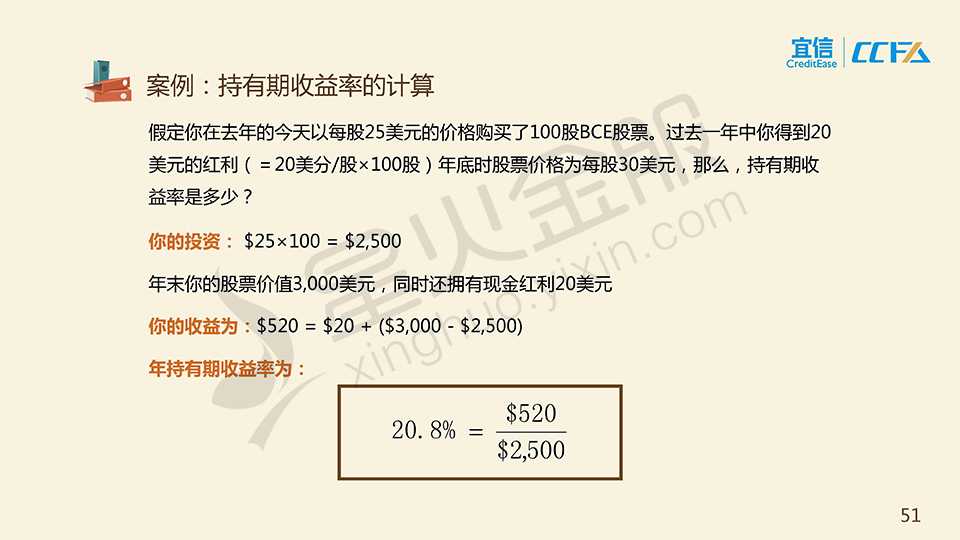 宜信
CreditEase
CCFA
案例：持有期收益率的计算
假定你在去年的今天以每股25美元的价格购买了100股BCE股票。过去一年中你得到20
美元的红利（＝20美分/股×100股）年底时股票价格为每股30美元，那么，持有期收
益率是多少？
你的投资： $25×100 = $2,500
年末你的股票价值3,000美元，同时还拥有现金红利20美元
你的收益为：$520 = $20 + ($3,000 - $2,500)
年持有期收益率为：
20.8% = $520
$2,500
星火金服
xinghuo.yixin.com
51